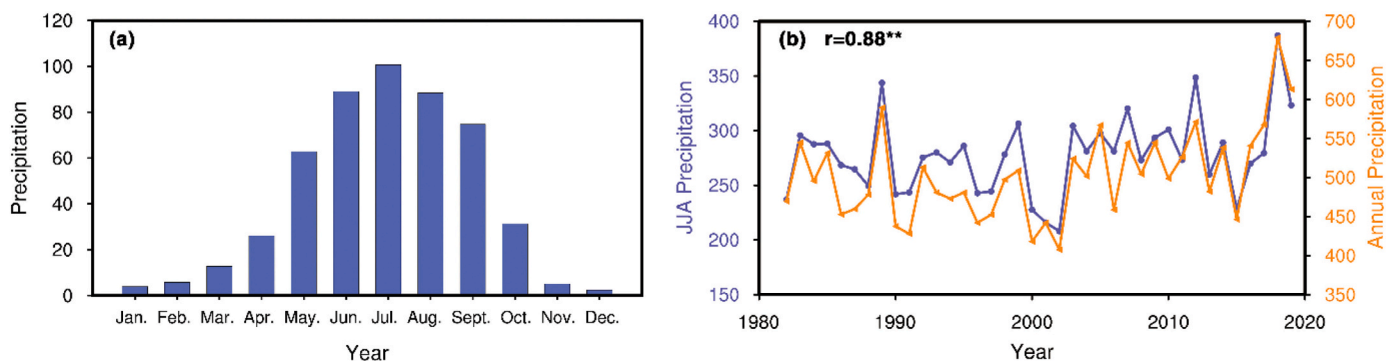 (a)
Precipitation
120
100
80
60
40
20
0
Jan. Feb. Mar. Apr. May. Jun. Jul. Aug. Sept. Oct. Nov. Dec.
Year
(b) r=0.88**
JJA Precipitation
400
350
300
250
200
150
Annual Precipitation
700
650
600
550
500
450
400
350
1980 1990 2000 2010 2020
Year